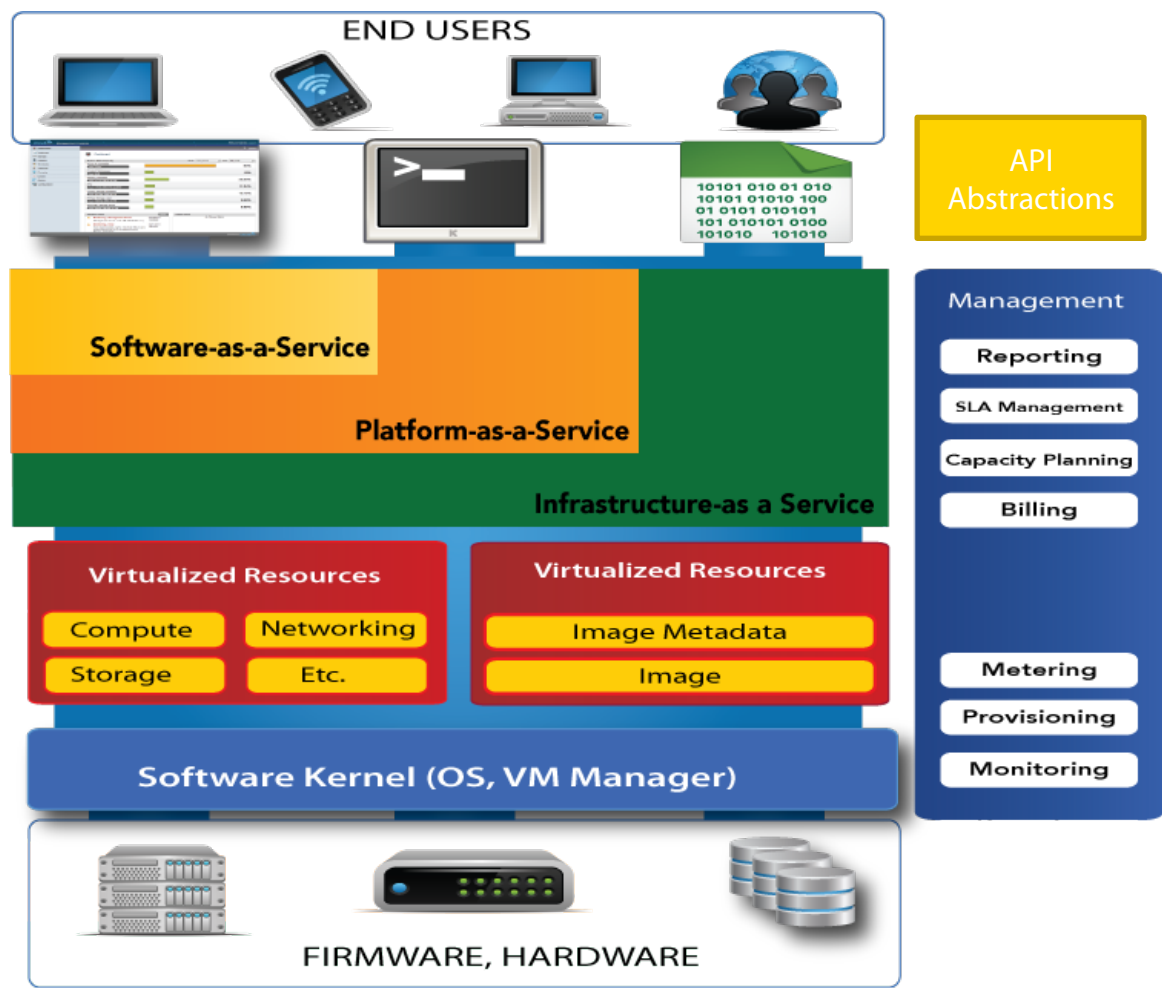 END USERS
>_
10101 010 01 010
10101 01010 100
01 0101 010101
101 010101 0100
101010 101010
K
API
Abstractions
Software-as-a-Service
Platform-as-a-Service
Infrastructure-as a Service
Management
Reporting
SLA Management
Capacity Planning
Billing
Metering
Provisioning
Monitoring
Virtualized Resources
Compute
Networking
Storage
Etc.
Virtualized Resources
Image Metadata
Image
Software Kernel (OS, VM Manager)
FIRMWARE, HARDWARE